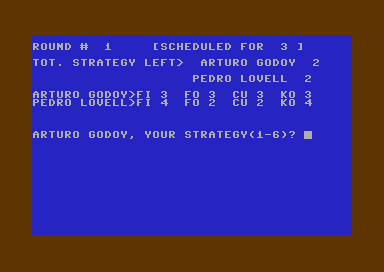 ROUND # 1 [SCHEDULED FOR 3 ]
TOT. STRATEGY LEFT> ARTURO GODOY 2
PEDRO LOVELL 2
ARTURO GODOY>FI 3 FO 3 CU 3 KO 3
PEDRO LOVELL>FI 4 FO 2 CU 2 KO 4
ARTURO GODOY, YOUR STRATEGY(1-6)?